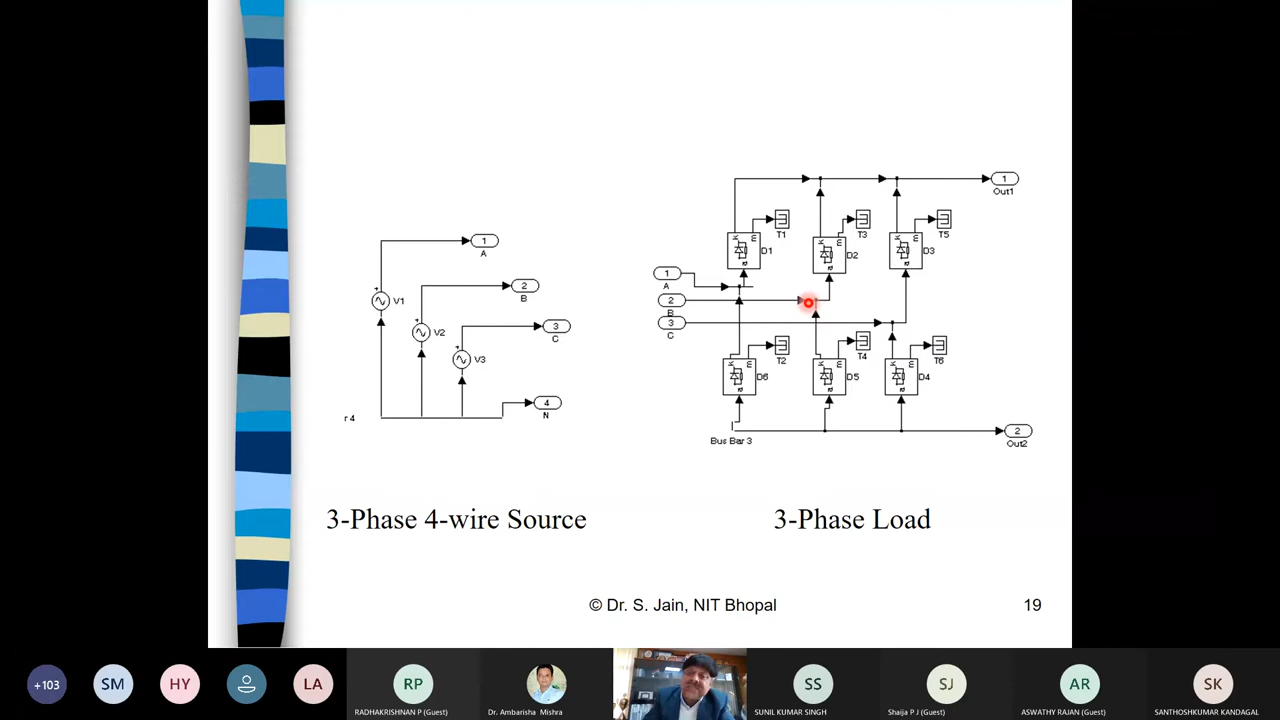 1
A
2
B
3
C
4
N
V1
V2
V3
r 4
1
Out1
T1
T3
T5
D1
D2
D3
k
m
a
k
m
a
k
m
a
1
A
2
B
3
C
T2
T4
T6
D6
D5
D4
k
m
a
k
m
a
k
m
a
Bus Bar 3
2
Out2
3-Phase 4-wire Source
3-Phase Load
© Dr. S. Jain, NIT Bhopal
19
+103
SM
HY
LA
RP
RADHAKRISHNAN P (Guest)
Dr. Ambarisha Mishra
SS
SUNIL KUMAR SINGH
SJ
Shaija P J (Guest)
AR
ASWATHY RAJAN (Guest)
SK
SANTHOSHKUMAR KANDAGAL